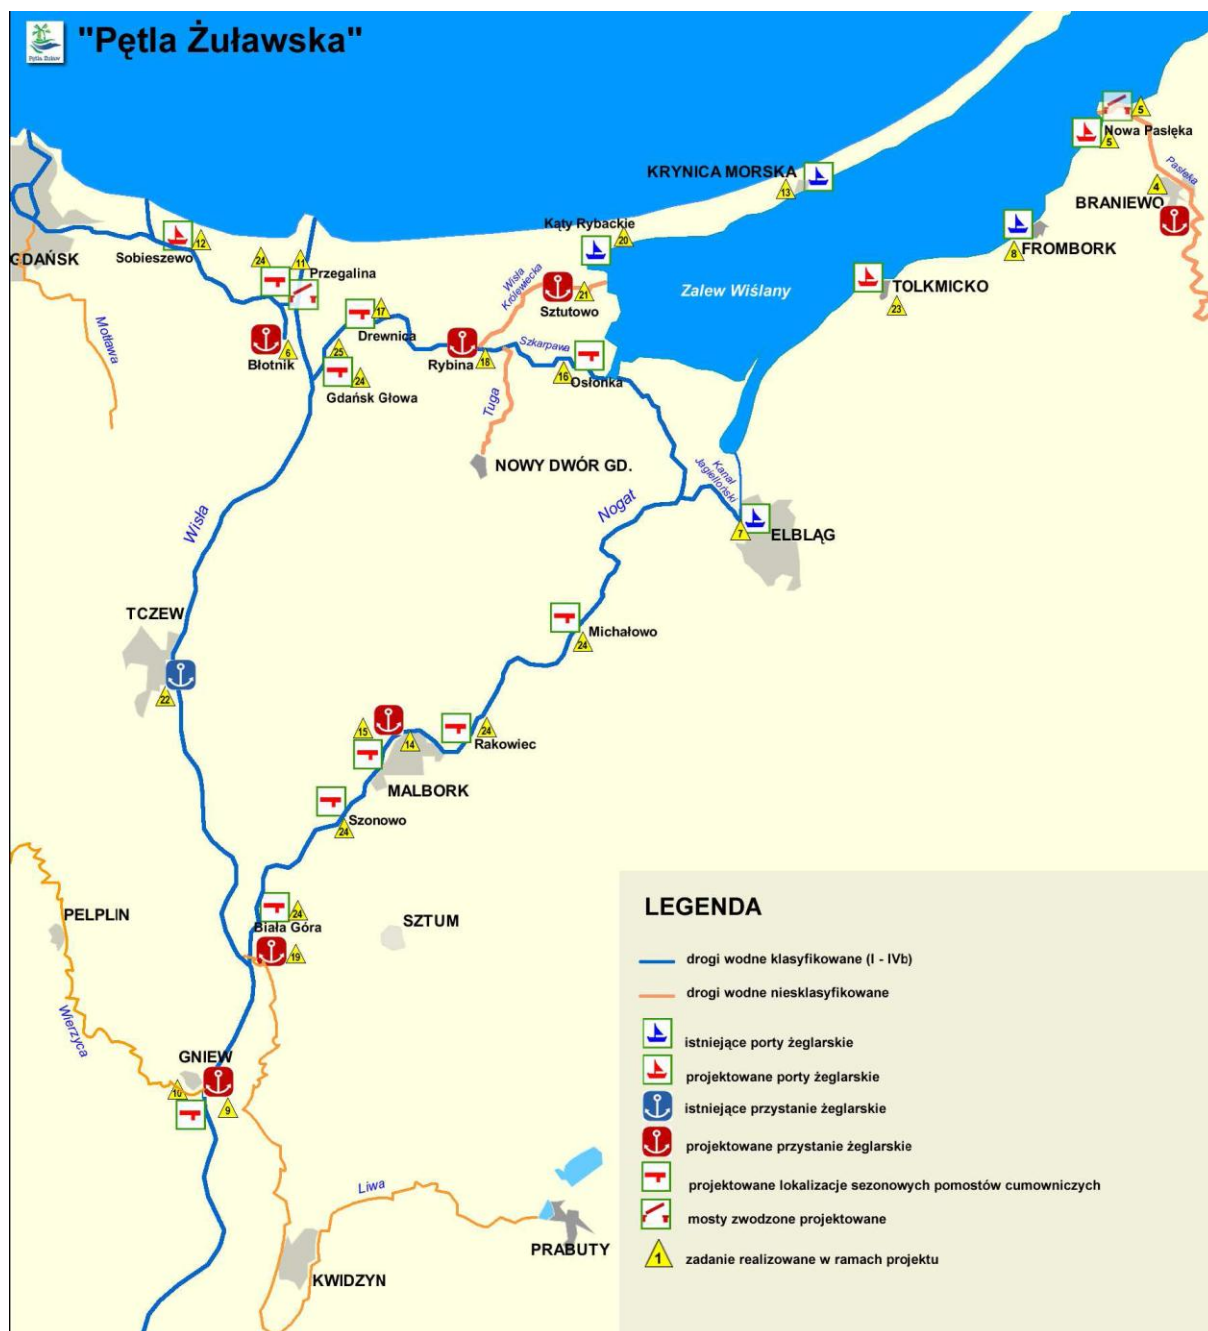 "Pętla Żuławska"
Pętla Żuław
Nowa Pasłęka
5
5
Pasłęka
4
BRANIEWO
KRYNICA MORSKA
13
Kąty Rybackie
20
FROMBORK
8
GDAŃSK
Sobieszewo
12
24
11
Przegalina
Wisła
Królewiecka
21
Sztutowo
Zalew Wiślany
TOLKMICKO
23
Motława
17
Drewnica
6
Błotnik
25
24
Gdańsk Głowa
Rybina
18
Szkarpawa
16
Osłonka
Tuga
NOWY DWÓR GD.
Kanał
Jagielloński
7
ELBLĄG
Wisła
Nogat
TCZEW
22
Michałowo
24
15
14
24
Rakowiec
MALBORK
Szonowo
24
PELPLIN
24
Biała Góra
19
SZTUM
Wierzyca
GNIEW
10
9
Liwa
PRABUTY
KWIDZYN
LEGENDA
drogi wodne klasyfikowane (I - IVb)
drogi wodne niesklasyfikowane
istniejące porty żeglarskie
projektowane porty żeglarskie
istniejące przystanie żeglarskie
projektowane przystanie żeglarskie
projektowane lokalizacje sezonowych pomostów cumowniczych
mosty zwodzone projektowane
1
zadanie realizowane w ramach projektu